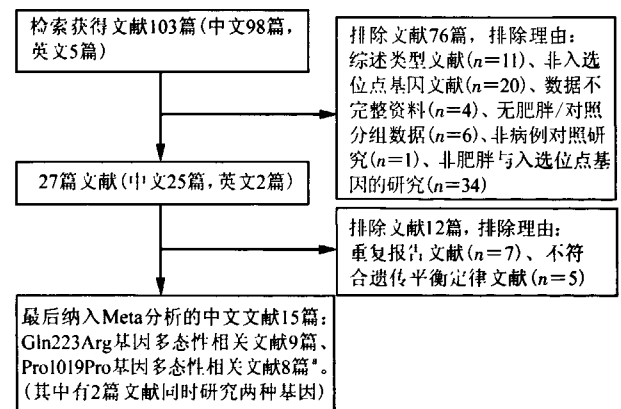 检索获得文献103篇(中文98篇，
英文5篇)
排除文献76篇，排除理由：
综述类型文献(n=11)、非入选
位点基因文献(n=20)、数据不
完整资料(n=4)、无肥胖/对照
分组数据(n=6)、非病例对照研
究(n=1)、非肥胖与入选位点基
因的研究(n=34)
27篇文献(中文25篇，英文2篇)
排除文献12篇，排除理由：
重复报告文献(n=7)、不符
合遗传平衡定律文献(n=5)
最后纳入Meta分析的中文文献15篇：
Gln223Arg基因多态性相关文献9篇、
Pro1019Pro基因多态性相关文献8篇*。
(其中有2篇文献同时研究两种基因)